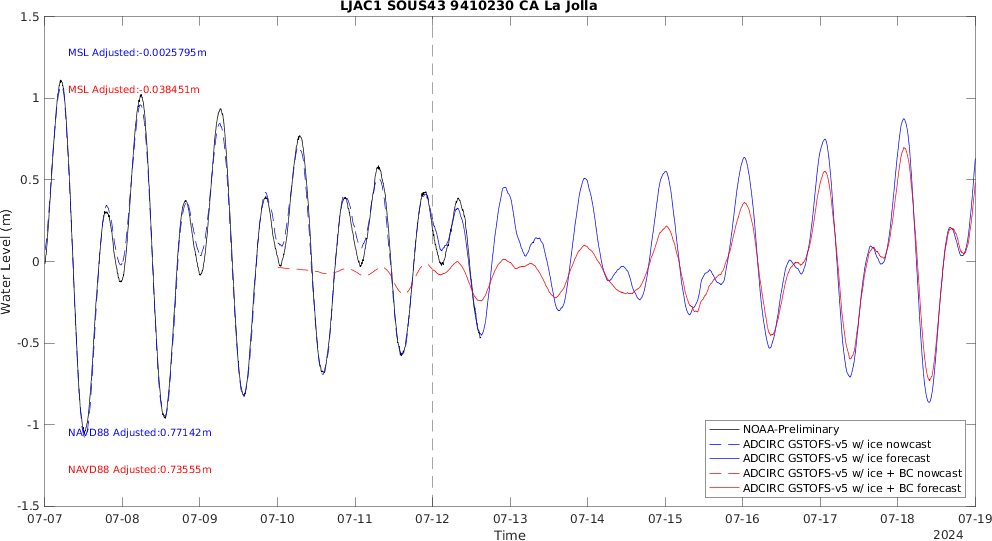 LJAC1 SOUS43 9410230 CA La Jolla
1.5
1
0.5
0
-0.5
-1
-1.5
Water Level (m)
MSL Adjusted:-0.0025795m
MSL Adjusted:-0.038451m
NAVD88 Adjusted:0.77142m
NAVD88 Adjusted:0.73555m
NOAA-Preliminary
ADCIRC GSTOFS-v5 w/ ice nowcast
ADCIRC GSTOFS-v5 w/ ice forecast
ADCIRC GSTOFS-v5 w/ ice + BC nowcast
ADCIRC GSTOFS-v5 w/ ice + BC forecast
07-07 07-08 07-09 07-10 07-11 07-12 07-13 07-14 07-15 07-16 07-17 07-18 07-19
Time
2024